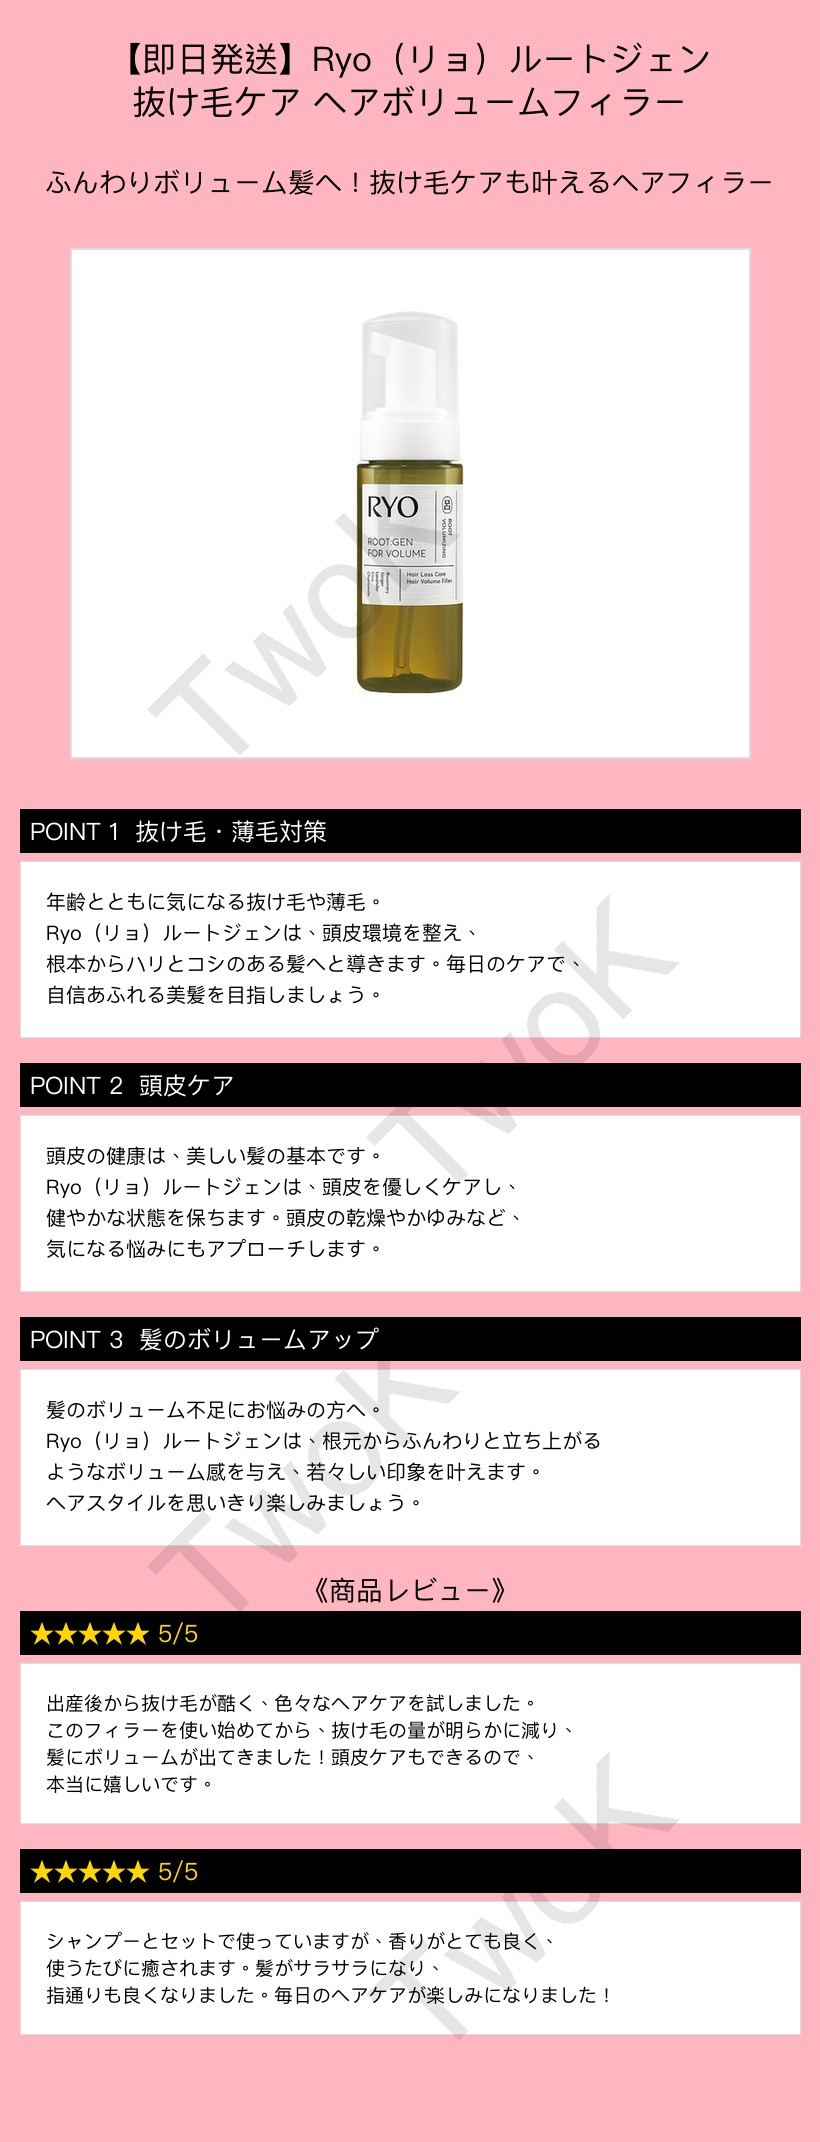 【即日発送】Ryo（リョ）ルートジェン
抜け毛ケア ヘアボリュームフィラー
ふんわりボリューム髪へ！抜け毛ケアも叶えるヘアフィラー
RYO
ROOT:GEN
FOR VOLUME
ROOT
VOLUMIZING
Hair Loss Care
Hair Volume Filler
Rosemary
Ginger
TwoK
POINT 1 抜け毛・薄毛対策
年齢とともに気になる抜け毛や薄毛。
Ryo（リョ）ルートジェンは、頭皮環境を整え、
根本からハリとコシのある髪へと導きます。毎日のケアで、
自信あふれる美髪を目指しましょう。
TwoK
POINT 2 頭皮ケア
頭皮の健康は、美しい髪の基本です。
Ryo（リョ）ルートジェンは、頭皮を優しくケアし、
健やかな状態を保ちます。頭皮の乾燥やかゆみなど、
気になる悩みにもアプローチします。
POINT 3 髪のボリュームアップ
髪のボリューム不足にお悩みの方へ。
Ryo（リョ）ルートジェンは、根元からふんわりと立ち上がる
ようなボリューム感を与え、若々しい印象を叶えます。
ヘアスタイルを思いきり楽しみましょう。
TwoK
《商品レビュー》
★★★★★ 5/5
出産後から抜け毛が酷く、色々なヘアケアを試しました。
このフィラーを使い始めてから、抜け毛の量が明らかに減り、
髪にボリュームが出てきました！頭皮ケアもできるので、
本当に嬉しいです。
★★★★★ 5/5
シャンプーとセットで使っていますが、香りがとても良く、
使うたびに癒されます。髪がサラサラになり、
指通りも良くなりました。毎日のヘアケアが楽しみになりました！
TwoK